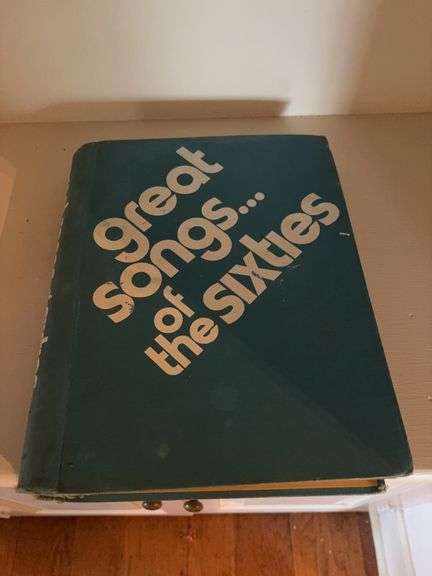 great
songs...
of
the sixties